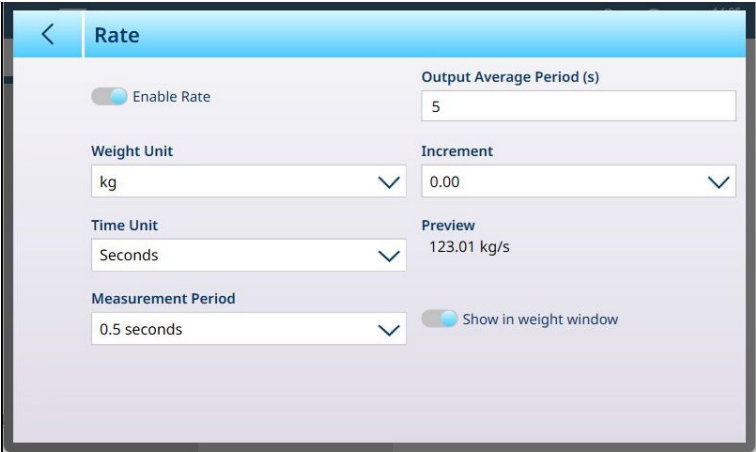 Rate
Enable Rate
Output Average Period (s)
5
Weight Unit
kg
Increment
0.00
Time Unit
Seconds
Preview
123.01 kg/s
Measurement Period
0.5 seconds
Show in weight window